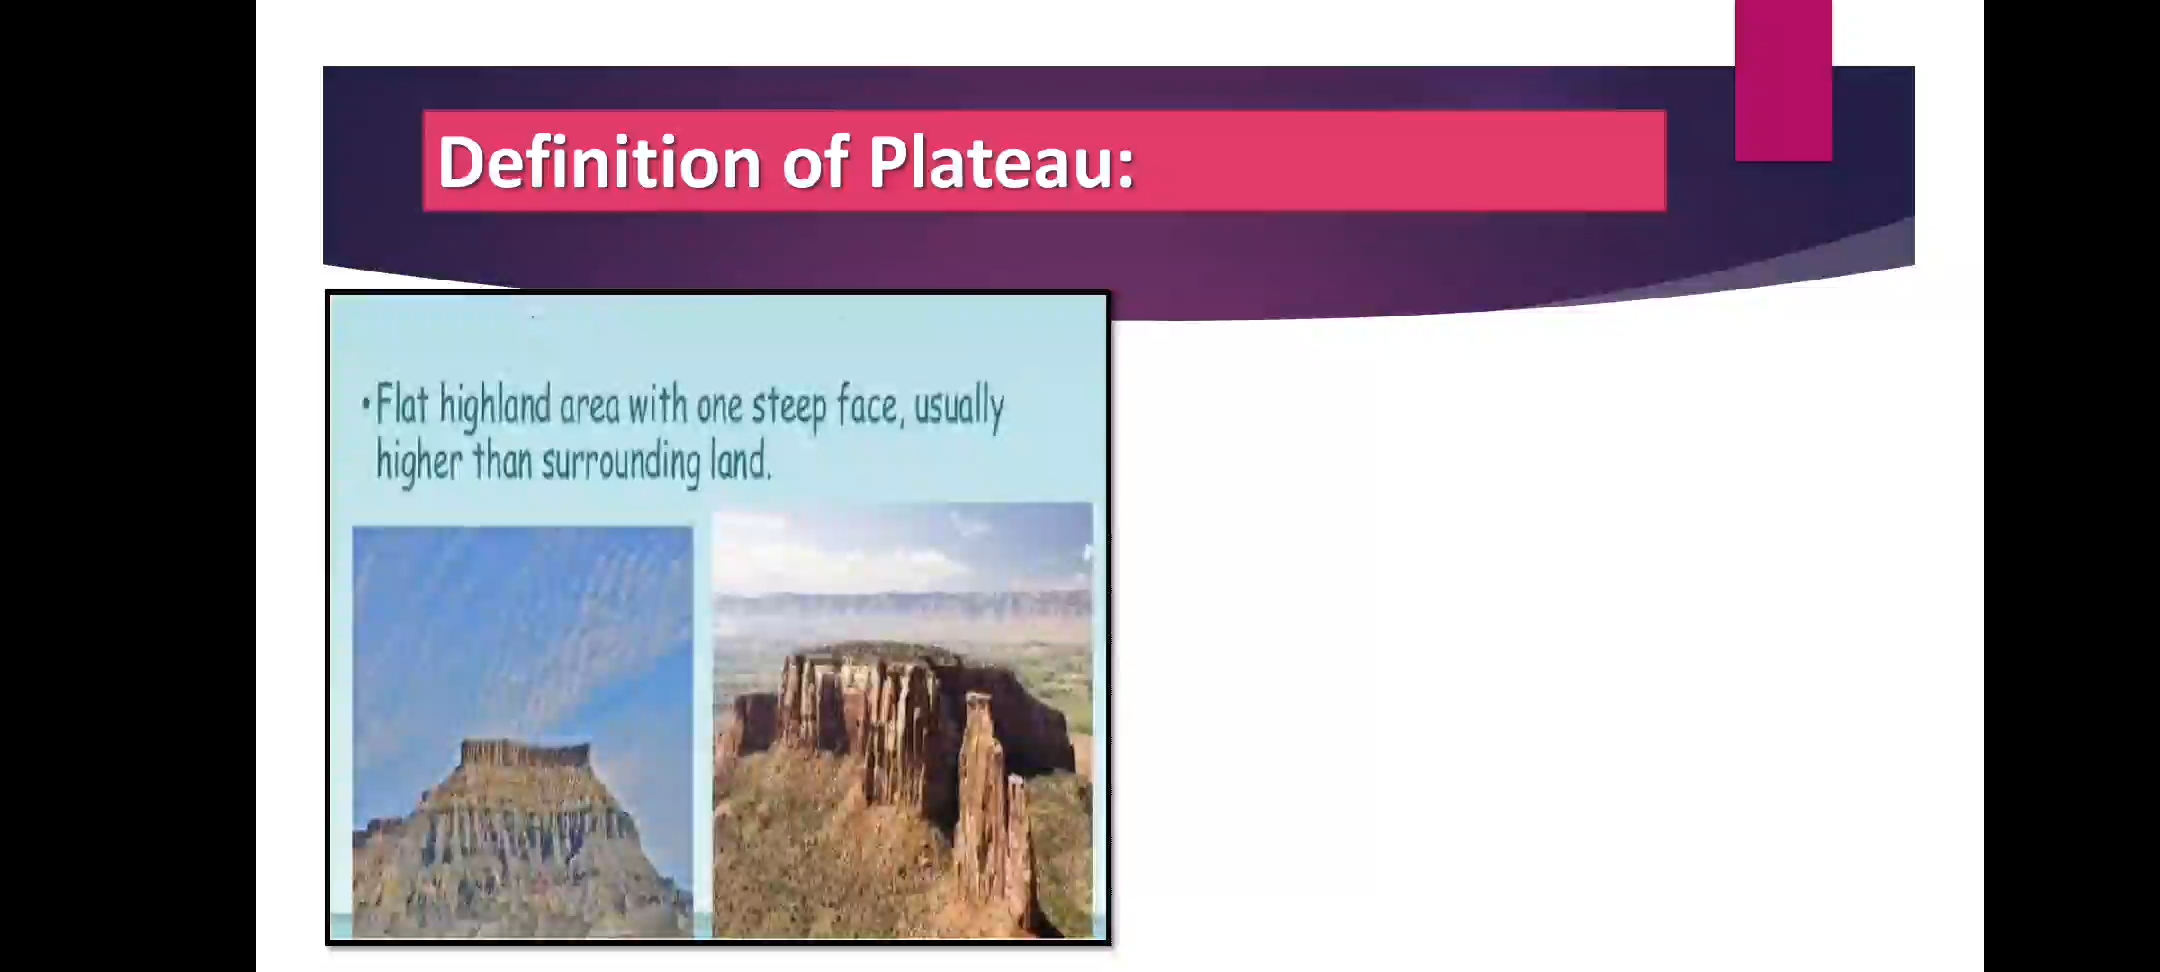 Definition of Plateau:
•Flat highland area with one steep face, usually
higher than surrounding land.